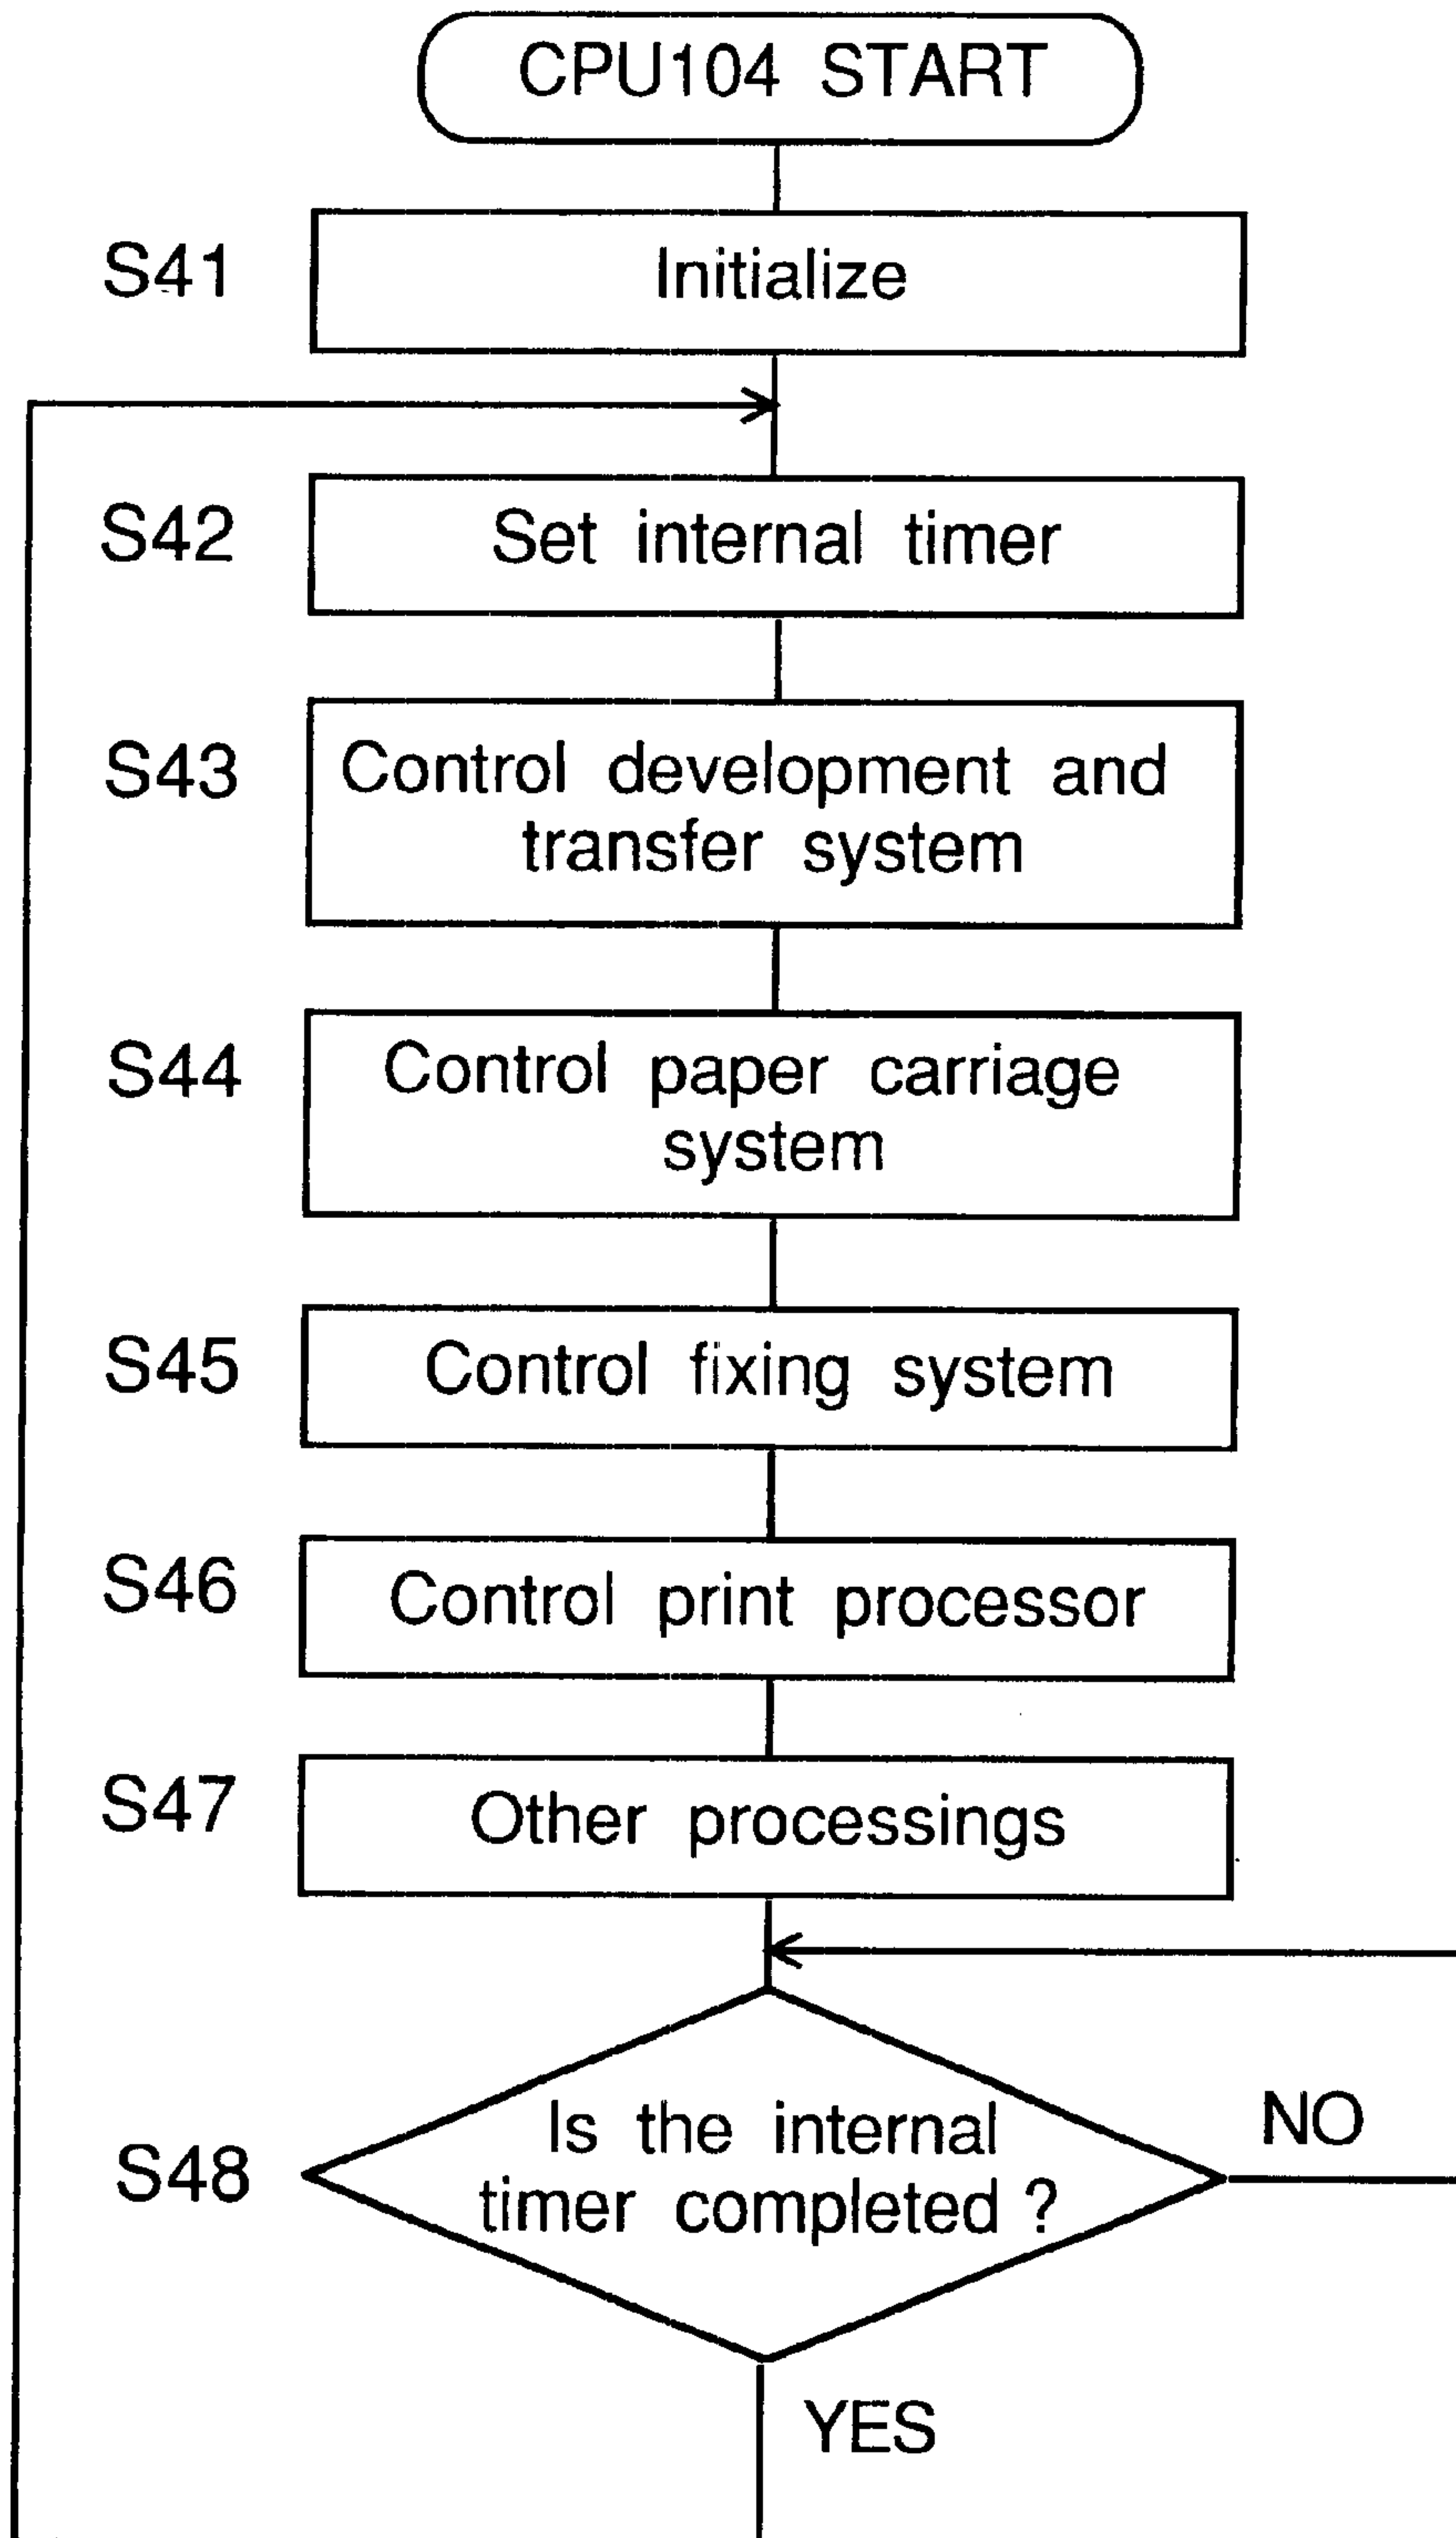 CPU104 START
S41
Initialize
S42
Set internal timer
S43
Control development and
transfer system
S44
Control paper carriage
system
S45
Control fixing system
S46
Control print processor
S47
Other processings
S48
Is the internal
timer completed ?
NO
YES